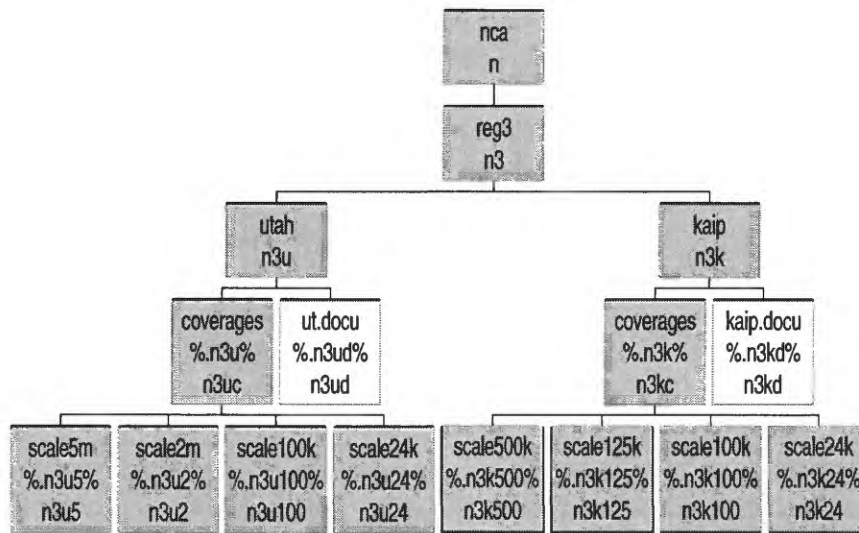 nca
n
reg3
n3
utah
n3u
kaip
n3k
coverages
%.n3u%
n3uc
ut.docu
%.n3ud%
n3ud
coverages
%.n3k%
n3kc
kaip.docu
%.n3kd%
n3kd
scale5m
%.n3u5%
n3u5
scale2m
%.n3u2%
n3u2
scale100k
%.n3u100%
n3u100
scale24k
%.n3u24%
n3u24
scale500k
%.n3k500%
n3k500
scale125k
%.n3k125%
n3k125
scale100k
%.n3k100%
n3k100
scale24k
%.n3k24%
n3k24